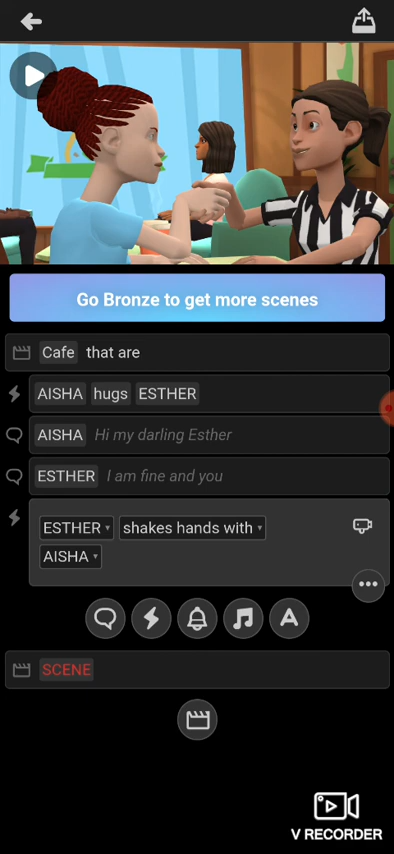 Go Bronze to get more scenes
Cafe that are
AISHA hugs ESTHER
AISHA Hi my darling Esther
ESTHER I am fine and you
ESTHER shakes hands with
AISHA
A
SCENE
V RECORDER